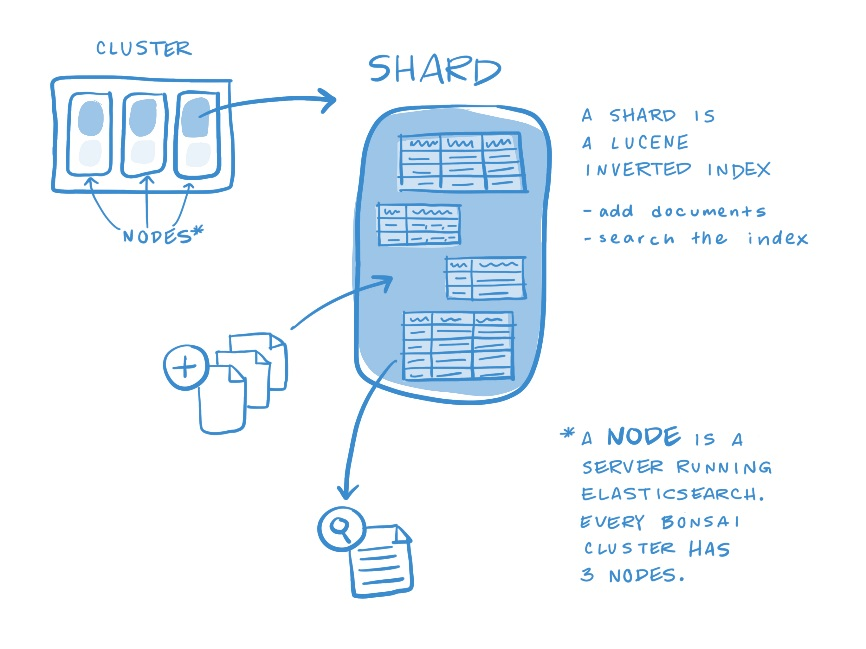 CLUSTER
SHARD
NODES*
A SHARD IS
A LUCENE
INVERTED INDEX
- add documents
- search the index
* A NODE IS A
SERVER RUNNING
ELASTICSEARCH.
EVERY BONSAI
CLUSTER HAS
3 NODES.